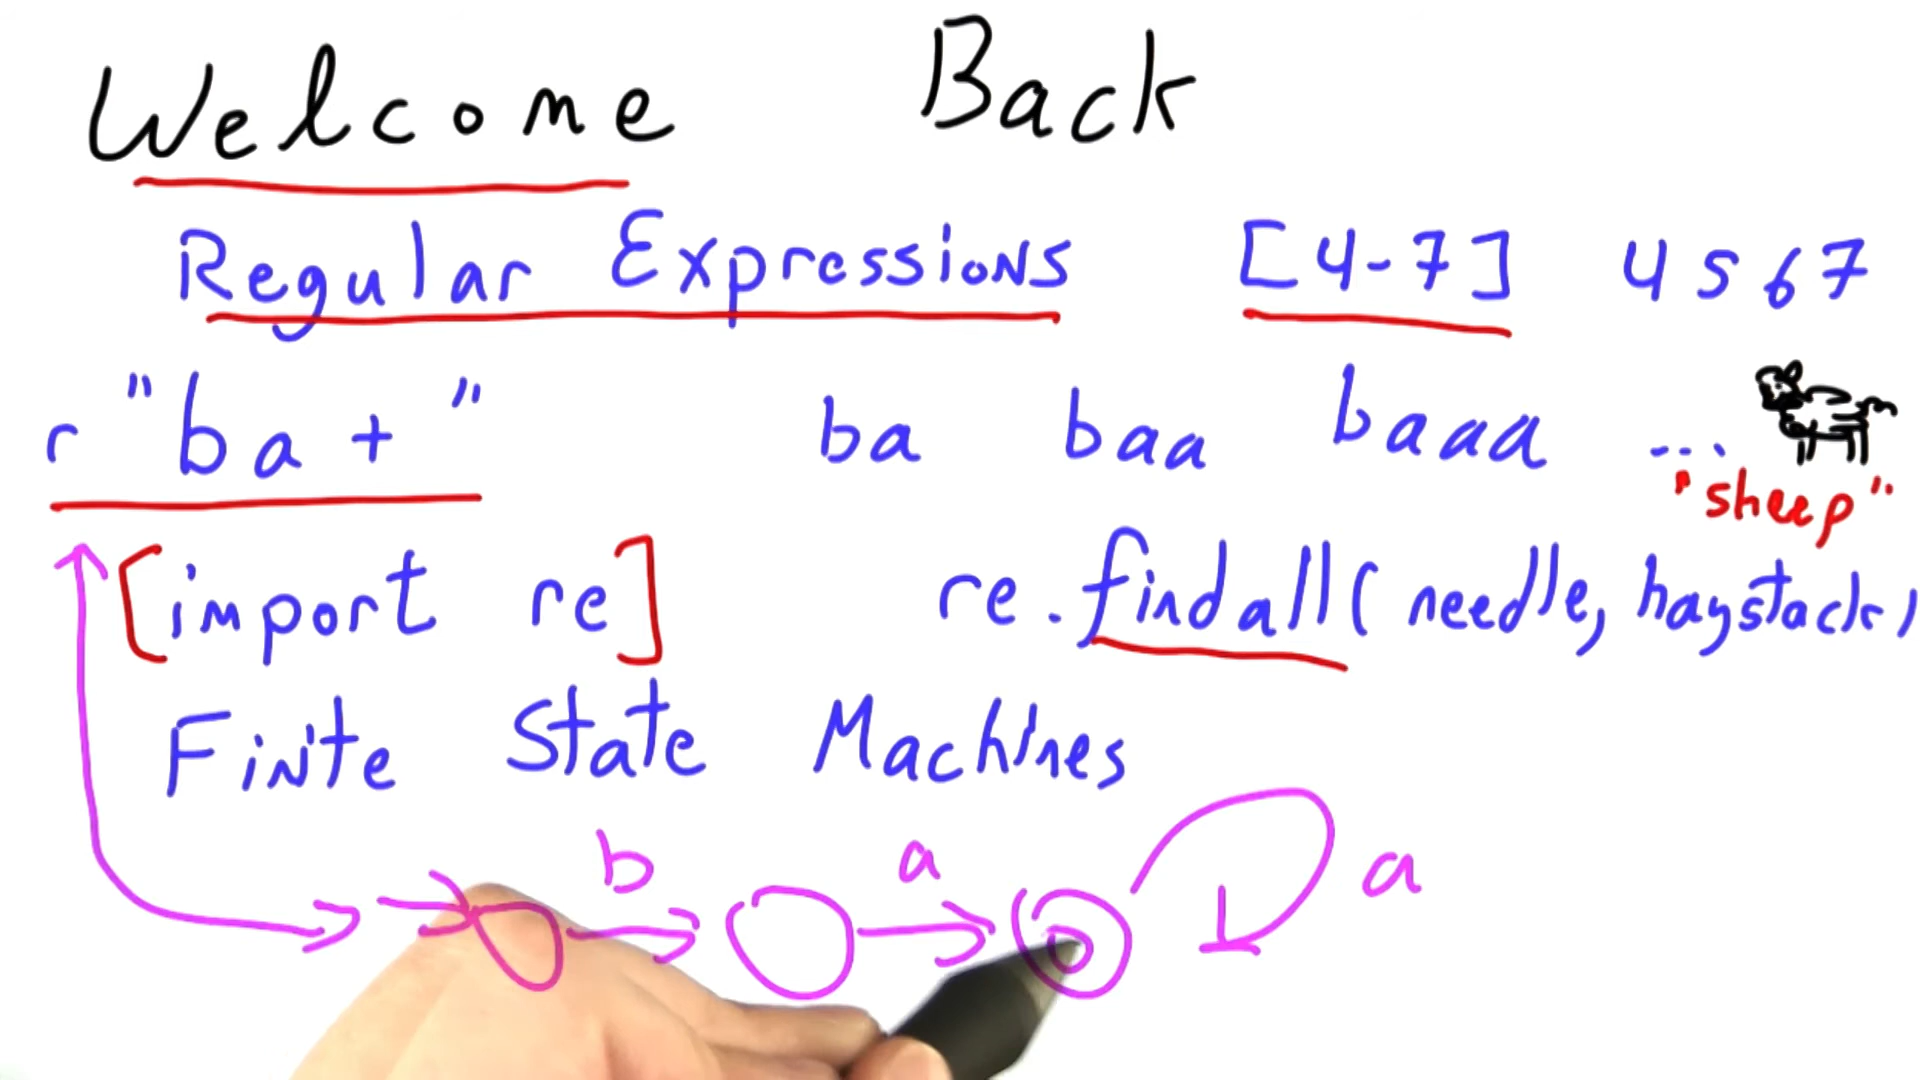 Welcome Back
Regular Expressions [4-7] 4 5 6 7
r "ba+" ba baa baaa ...
"sheep"
[import re] re.findall(needle, haystack)
Finite State Machines
b a a